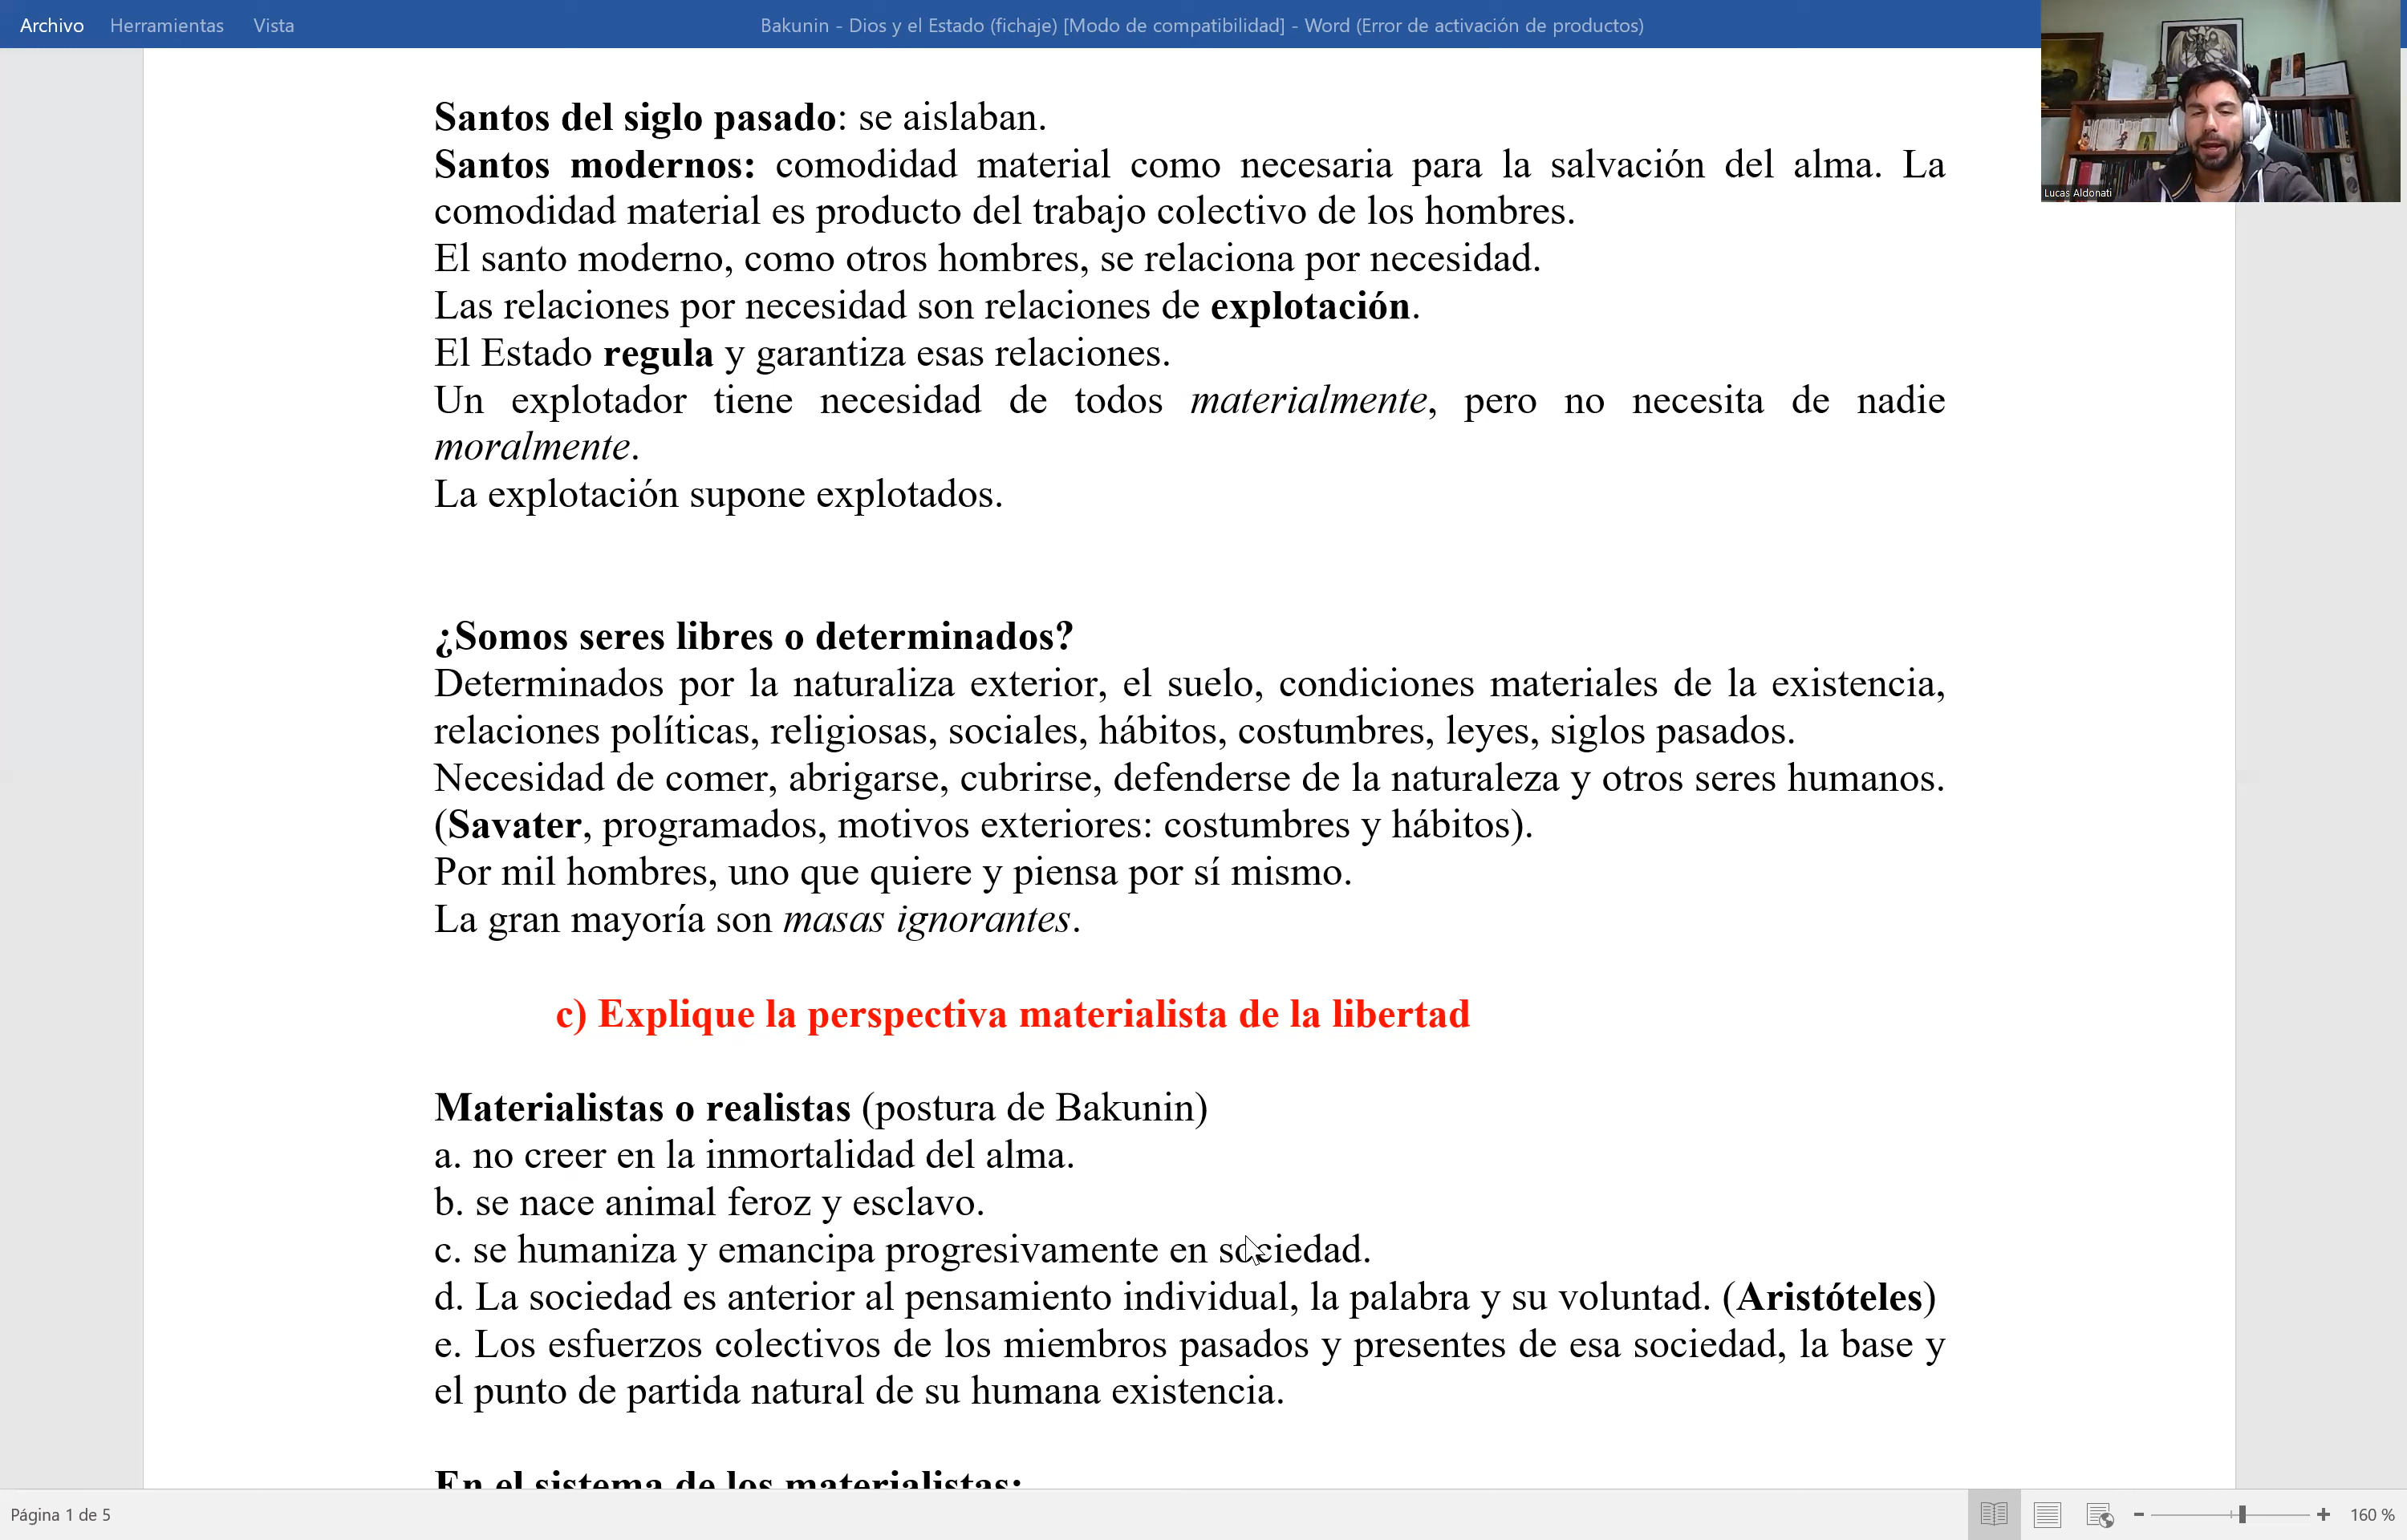 Archivo Herramientas Vista Bakunin - Dios y el Estado (fichaje) [Modo de compatibilidad] - Word (Error de activación de productos)
Lucas Aldonati
Santos del siglo pasado: se aislaban.
Santos modernos: comodidad material como necesaria para la salvación del alma. La
comodidad material es producto del trabajo colectivo de los hombres.
El santo moderno, como otros hombres, se relaciona por necesidad.
Las relaciones por necesidad son relaciones de explotación.
El Estado regula y garantiza esas relaciones.
Un explotador tiene necesidad de todos materialmente, pero no necesita de nadie
moralmente.
La explotación supone explotados.
¿Somos seres libres o determinados?
Determinados por la naturaliza exterior, el suelo, condiciones materiales de la existencia,
relaciones políticas, religiosas, sociales, hábitos, costumbres, leyes, siglos pasados.
Necesidad de comer, abrigarse, cubrirse, defenderse de la naturaleza y otros seres humanos.
(Savater, programados, motivos exteriores: costumbres y hábitos).
Por mil hombres, uno que quiere y piensa por sí mismo.
La gran mayoría son masas ignorantes.
c) Explique la perspectiva materialista de la libertad
Materialistas o realistas (postura de Bakunin)
a. no creer en la inmortalidad del alma.
b. se nace animal feroz y esclavo.
c. se humaniza y emancipa progresivamente en sociedad.
d. La sociedad es anterior al pensamiento individual, la palabra y su voluntad. (Aristóteles)
e. Los esfuerzos colectivos de los miembros pasados y presentes de esa sociedad, la base y
el punto de partida natural de su humana existencia.
En el sistema de los materialistas:
Página 1 de 5 160 %